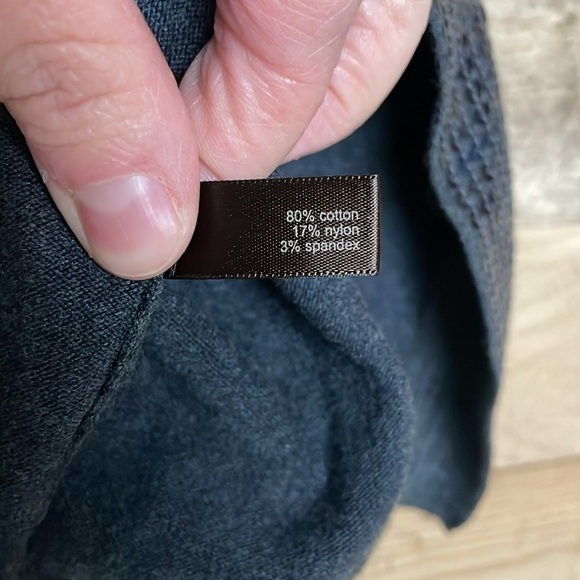 80% cotton
17% nylon
3% spandex